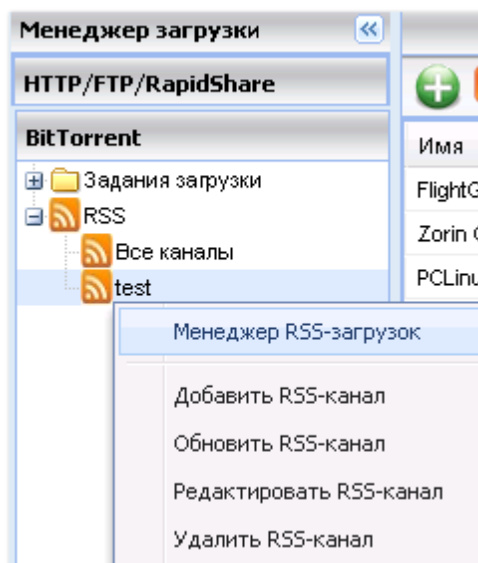 Менеджер загрузки
HTTP/FTP/RapidShare
BitTorrent
Имя
Задания загрузки
FlightG
RSS
Все каналы
Zorin
test
PCLinu
Менеджер RSS-загрузок
Добавить RSS-канал
Обновить RSS-канал
Редактировать RSS-канал
Удалить RSS-канал